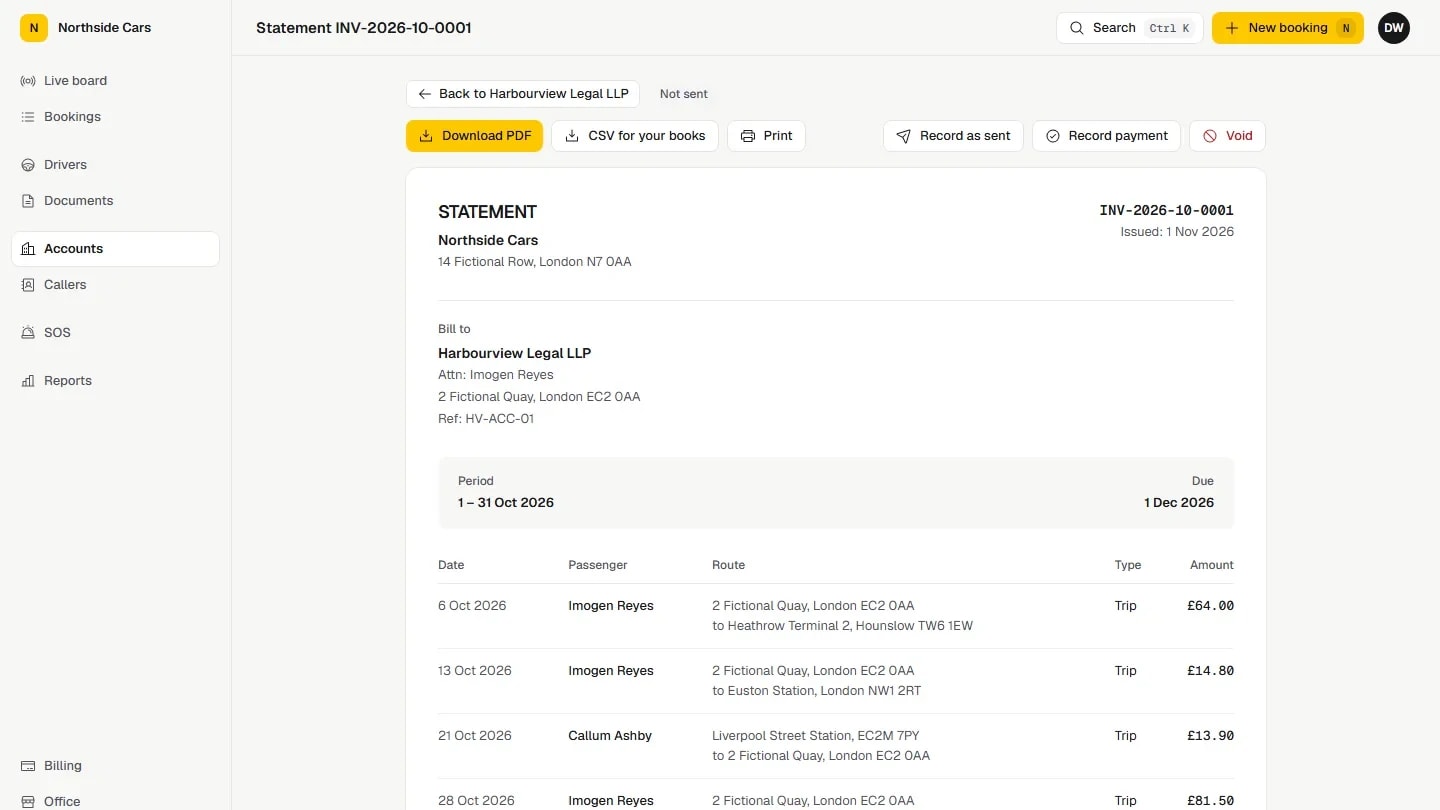 N Northside Cars
Statement INV-2026-10-0001
Search Ctrl K
New booking N
DW
Live board
Bookings
Drivers
Documents
Accounts
Callers
SOS
Reports
Billing
Office
Back to Harbourview Legal LLP
Not sent
Download PDF
CSV for your books
Print
Record as sent
Record payment
Void
STATEMENT
INV-2026-10-0001
Northside Cars
Issued: 1 Nov 2026
14 Fictional Row, London N7 0AA
Bill to
Harbourview Legal LLP
Attn: Imogen Reyes
2 Fictional Quay, London EC2 0AA
Ref: HV-ACC-01
Period Due
1 – 31 Oct 2026 1 Dec 2026
Date Passenger Route Type Amount
6 Oct 2026 Imogen Reyes 2 Fictional Quay, London EC2 0AA Trip £64.00
to Heathrow Terminal 2, Hounslow TW6 1EW
13 Oct 2026 Imogen Reyes 2 Fictional Quay, London EC2 0AA Trip £14.80
to Euston Station, London NW1 2RT
21 Oct 2026 Callum Ashby Liverpool Street Station, EC2M 7PY Trip £13.90
to 2 Fictional Quay, London EC2 0AA
28 Oct 2026 Imogen Reyes 2 Fictional Quay, London EC2 0AA Trip £81.50